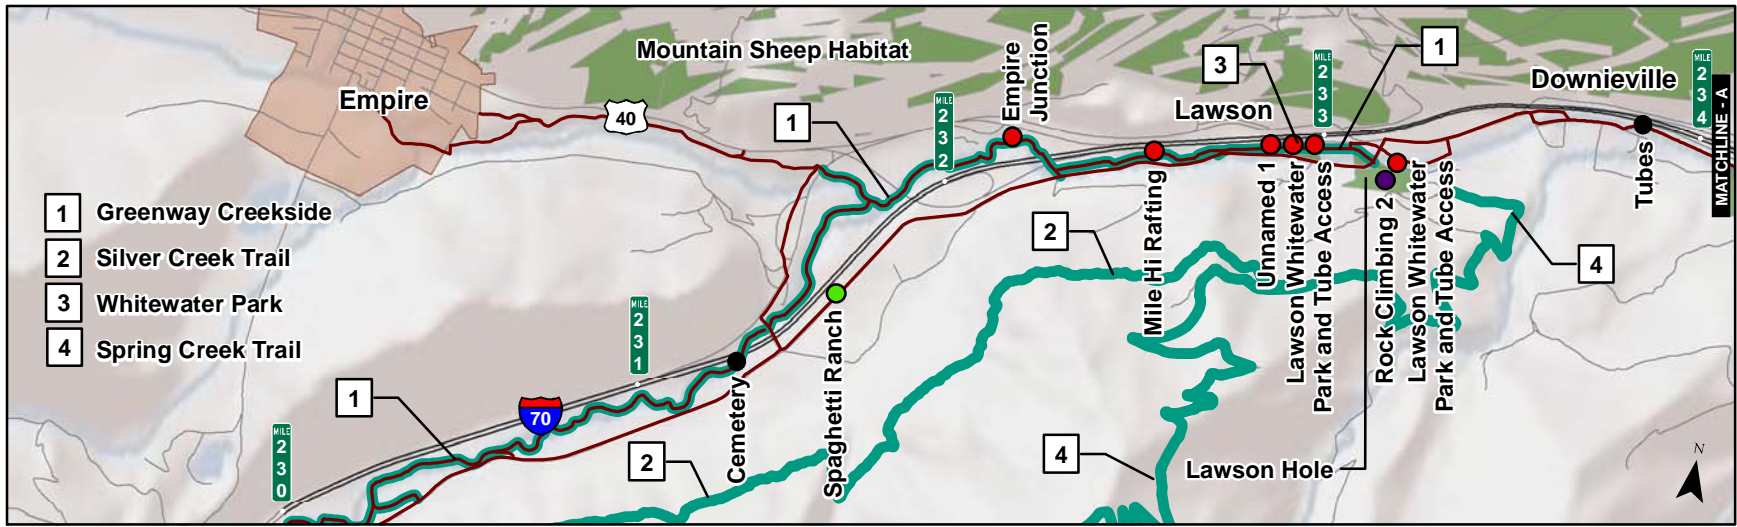 Mountain Sheep Habitat
Empire
40
1
MILE
2
3
2
Empire
Junction
3
Lawson
MILE
2
3
3
1
Downieville
MILE
2
3
4
MATCHLINE - A
1 Greenway Creekside
2 Silver Creek Trail
3 Whitewater Park
4 Spring Creek Trail
MILE
2
3
1
1
70
MILE
2
3
0
Cemetery
Spaghetti Ranch
2
2
Mile Hi Rafting
Unnamed 1
Lawson Whitewater
Park and Tube Access
Rock Climbing 2
Lawson Whitewater
Park and Tube Access
4
Tubes
4
Lawson Hole
N